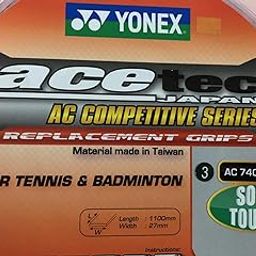 YONEX
acetec
JAPAN
AC COMPETITIVE SERIES
REPLACEMENT GRIPS
Material made in Taiwan
R TENNIS & BADMINTON
3
AC 740
SO
TOU
L
W
Length : 1100mm
Width : 27mm
Instructions: